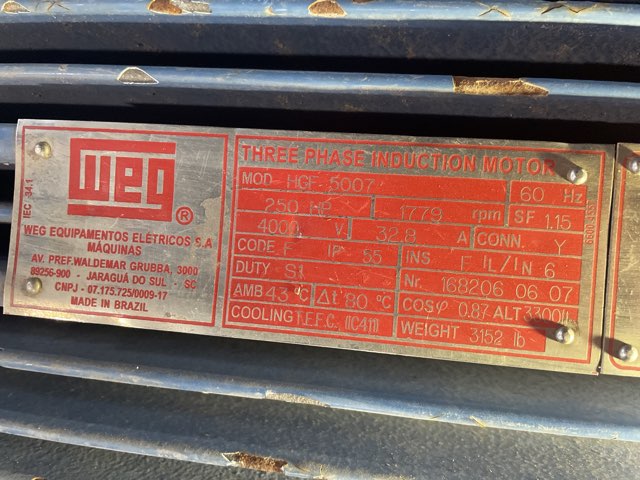 IEC - 34.1
weg
®
WEG EQUIPAMENTOS ELÉTRICOS S.A
MÁQUINAS
AV. PREF. WALDEMAR GRUBBA, 3000
89256-900 - JARAGUÁ DO SUL - SC
CNPJ - 07.175.725/0009-17
MADE IN BRAZIL
THREE PHASE INDUCTION MOTOR
MOD HGF 5007 60 Hz
250 HP 1779 rpm SF 1.15
4000 V 32.8 A CONN. Y
CODE F IP 55 INS F IL/IN 6
DUTY S1 Nr. 168206 06 07
AMB 43 °C Δt 80 °C COSφ 0.87 ALT
COOLING T.E.F.C. (IC411) WEIGHT 3152 lb